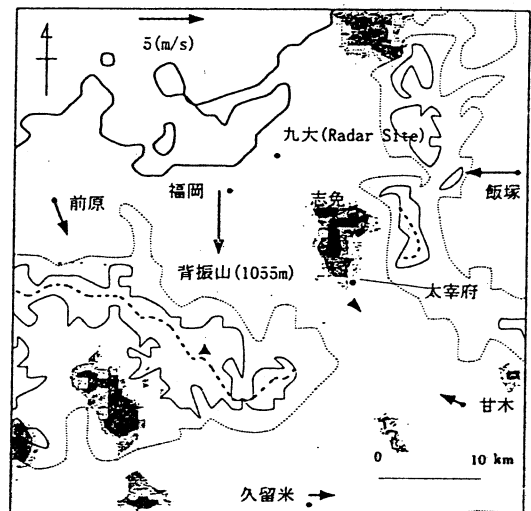 5(m/s)
九大(Radar Site)
志免
福岡
飯塚
前原
背振山(1055m)
太宰府
甘木
0 10 km
久留米